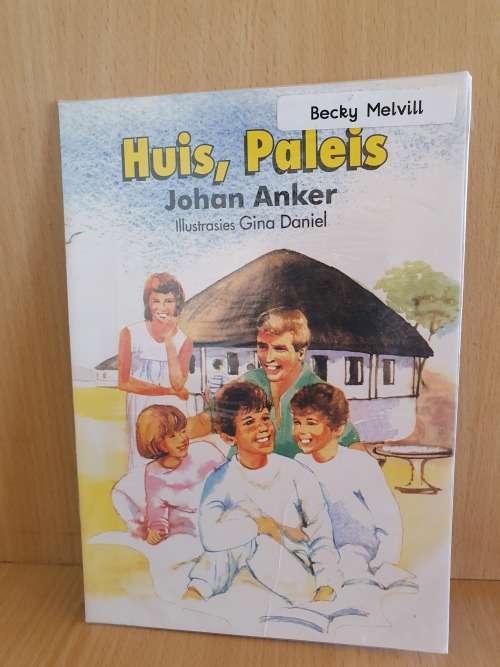 Becky Melvill
Huis, Paleis
Johan Anker
Illustrasies Gina Daniel